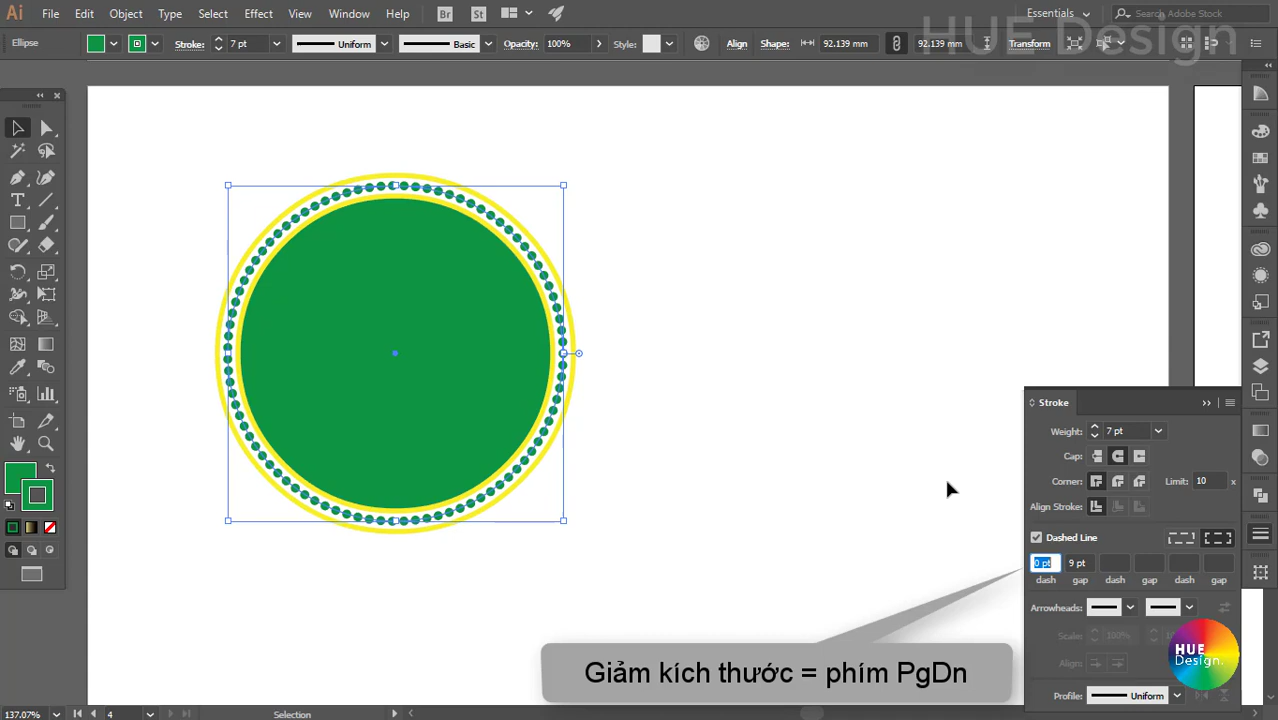 Ai File Edit Object Type Select Effect View Window Help Br St Essentials Search Adobe Stock
HUE Design
Ellipse Stroke: 7 pt Uniform Basic Opacity: 100% Style: Align Shape: 92.139 mm 92.139 mm Transform
Stroke
Weight: 7 pt
Cap:
Corner: Limit: 10 x
Align Stroke:
Dashed Line
0 pt 9 pt
dash gap dash gap dash gap
Arrowheads:
Scale: 100%
Align:
Profile: Uniform
HUE
Design.
Giảm kích thước = phím PgDn
137.07% 4 Selection